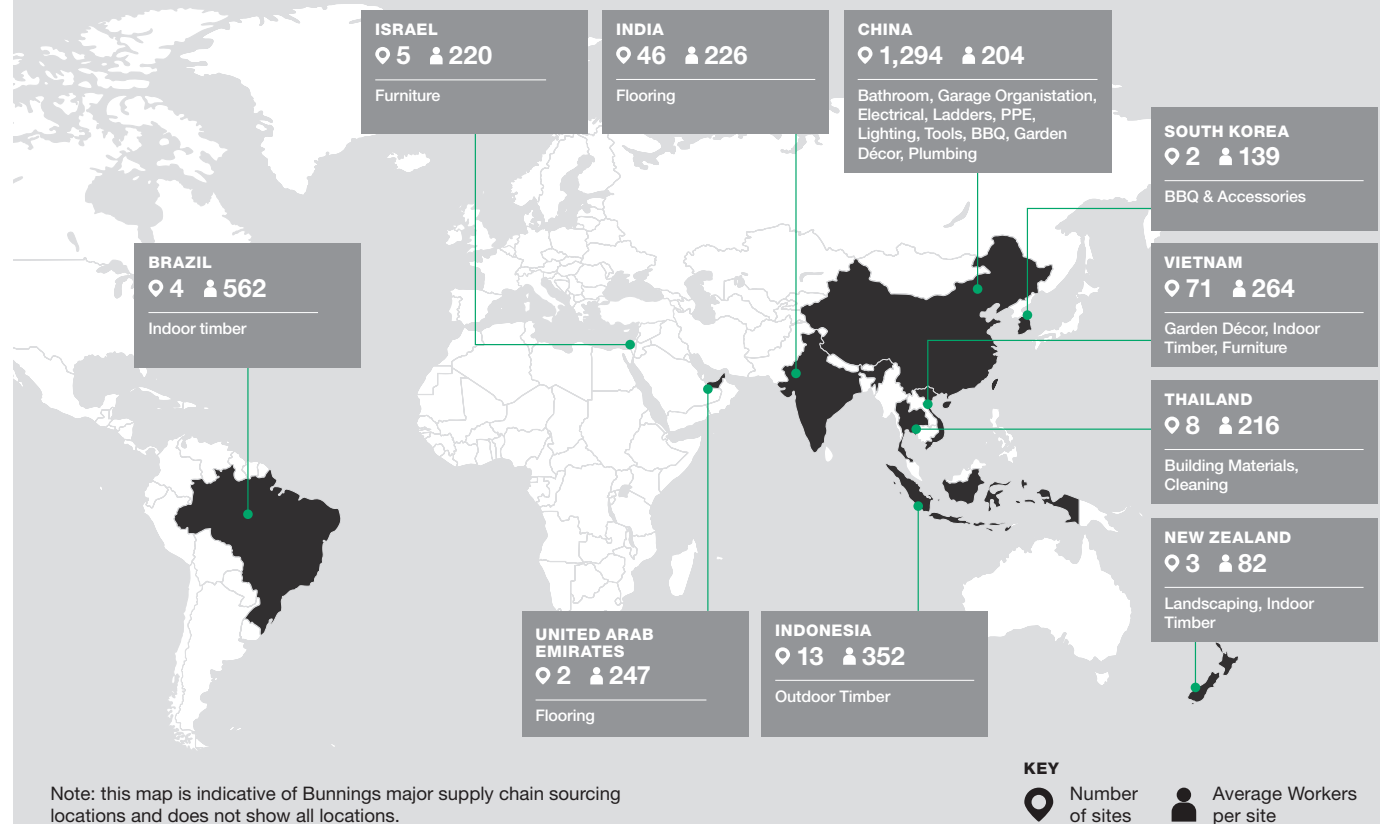 ISRAEL
5 220
Furniture
INDIA
46 226
Flooring
CHINA
1,294 204
Bathroom, Garage Organistation,
Electrical, Ladders, PPE,
Lighting, Tools, BBQ, Garden
Décor, Plumbing
SOUTH KOREA
2 139
BBQ & Accessories
BRAZIL
4 562
Indoor timber
VIETNAM
71 264
Garden Décor, Indoor
Timber, Furniture
THAILAND
8 216
Building Materials,
Cleaning
NEW ZEALAND
3 82
Landscaping, Indoor
Timber
UNITED ARAB
EMIRATES
2 247
Flooring
INDONESIA
13 352
Outdoor Timber
Note: this map is indicative of Bunnings major supply chain sourcing
locations and does not show all locations.
KEY
Number
of sites
Average Workers
per site